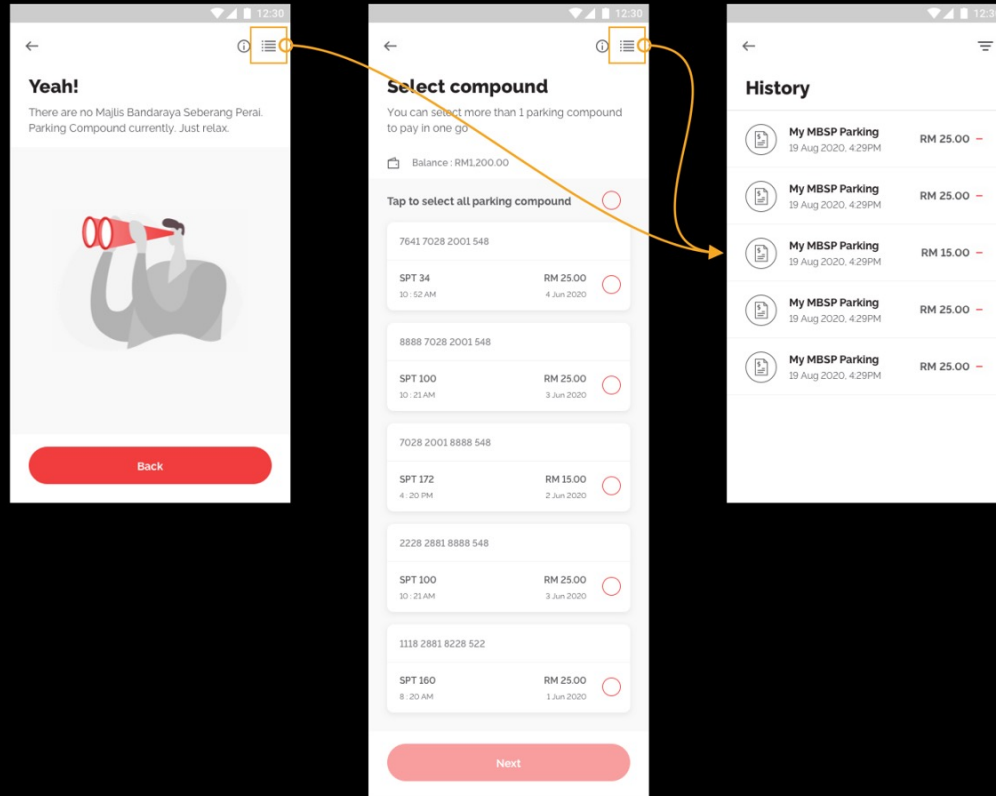 12:30
Yeah!
There are no Majlis Bandaraya Seberang Perai.
Parking Compound currently. Just relax.
Back
12:30
Select compound
You can select more than 1 parking compound
to pay in one go
Balance : RM1,200.00
Tap to select all parking compound
7641 7028 2001 548
SPT 34 RM 25.00
10 : 52 AM 4 Jun 2020
8888 7028 2001 548
SPT 100 RM 25.00
10 : 21 AM 3 Jun 2020
7028 2001 8888 548
SPT 172 RM 15.00
4 : 20 PM 2 Jun 2020
2228 2881 8888 548
SPT 100 RM 25.00
10 : 21 AM 3 Jun 2020
1118 2881 8228 522
SPT 160 RM 25.00
8 : 20 AM 1 Jun 2020
Next
12:30
History
My MBSP Parking RM 25.00 –
19 Aug 2020, 4:29PM
My MBSP Parking RM 25.00 –
19 Aug 2020, 4:29PM
My MBSP Parking RM 15.00 –
19 Aug 2020, 4:29PM
My MBSP Parking RM 25.00 –
19 Aug 2020, 4:29PM
My MBSP Parking RM 25.00 –
19 Aug 2020, 4:29PM